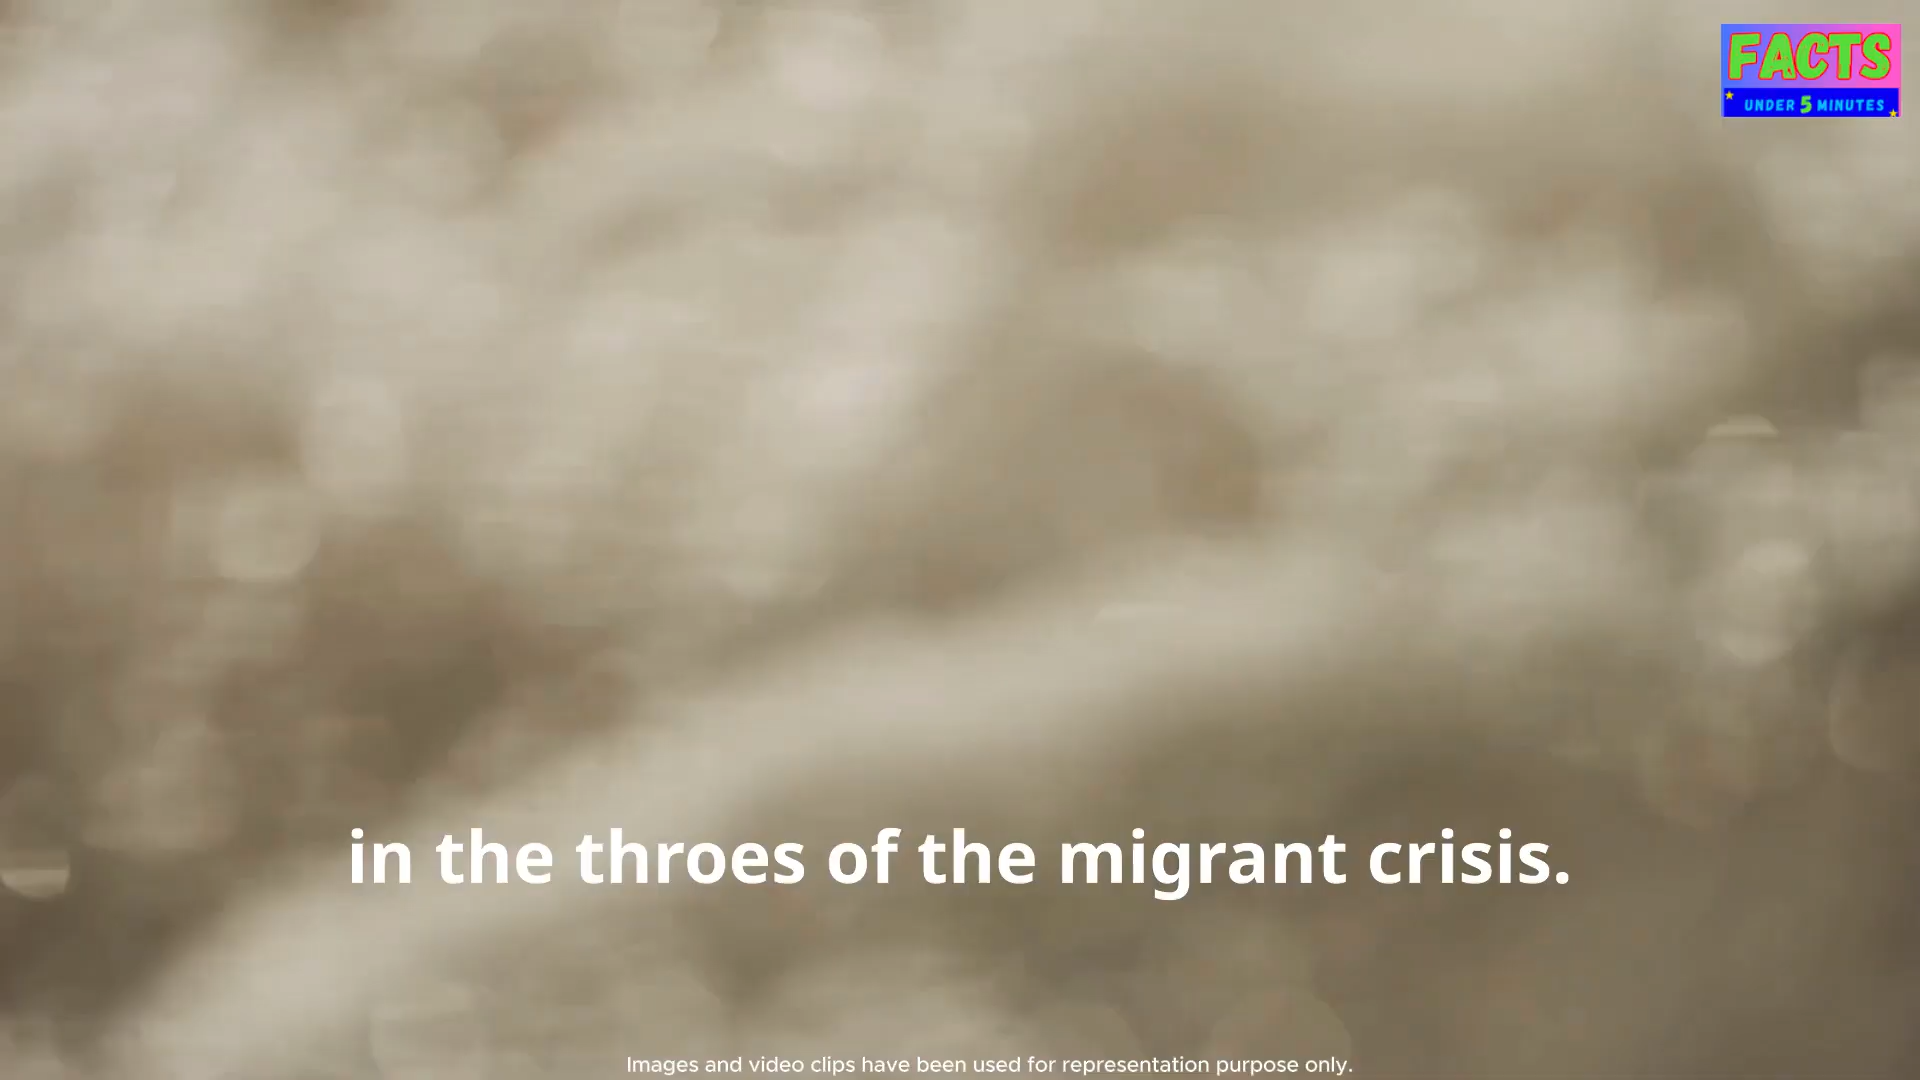 FACTS
UNDER 5 MINUTES
in the throes of the migrant crisis.
Images and video clips have been used for representation purpose only.